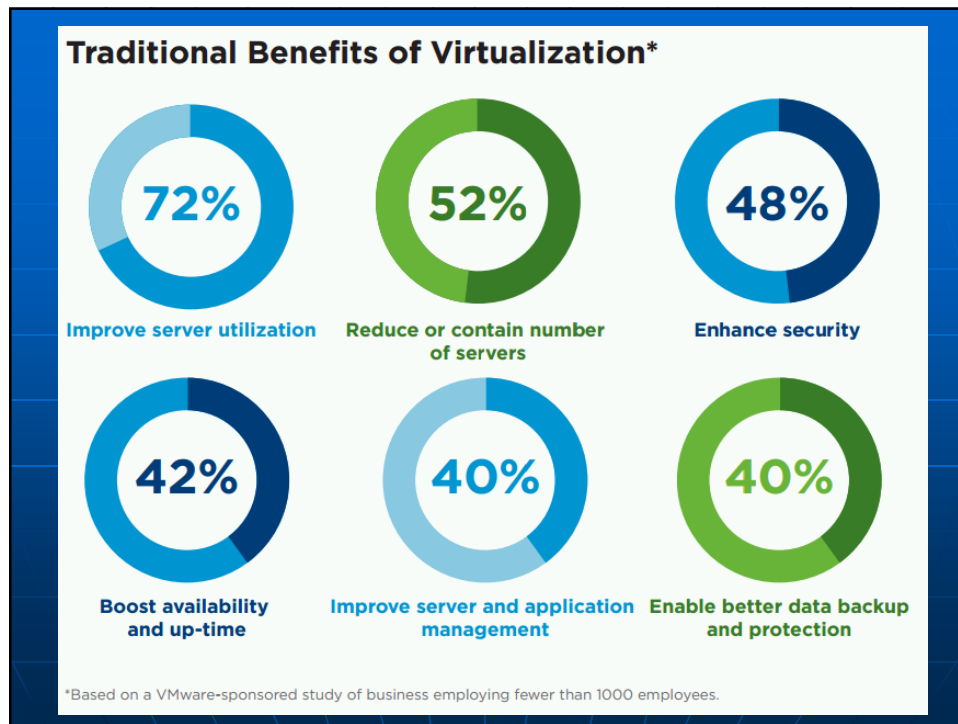 Traditional Benefits of Virtualization*
72%
52%
48%
Improve server utilization
Reduce or contain number
of servers
Enhance security
42%
40%
40%
Boost availability
and up-time
Improve server and application
management
Enable better data backup
and protection
*Based on a VMware-sponsored study of business employing fewer than 1000 employees.